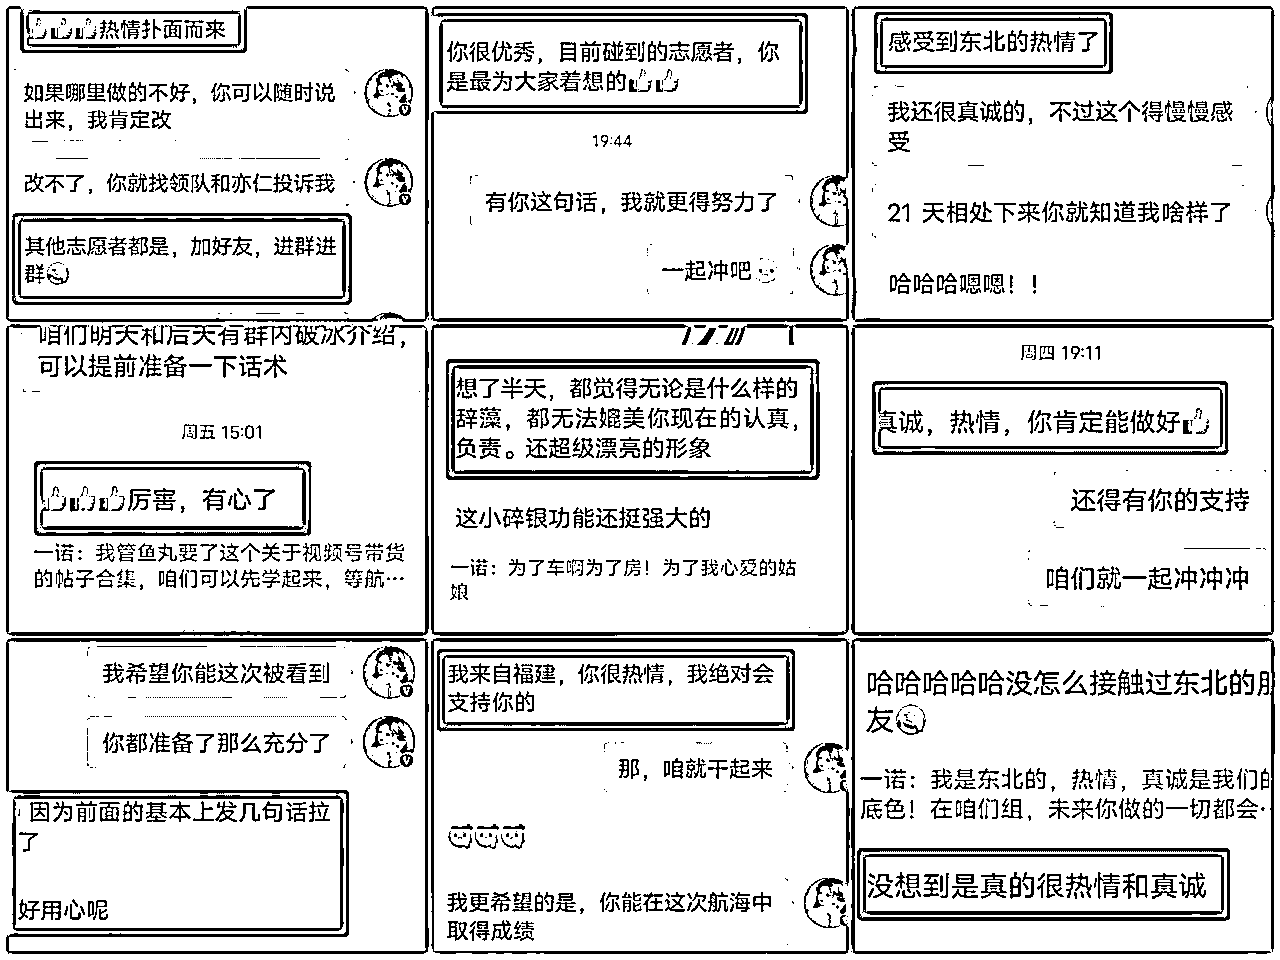 👍👍👍热情扑面而来
如果哪里做的不好，你可以随时说
出来，我肯定改
改不了，你就找领队和亦仁投诉我
其他志愿者都是，加好友，进群进
群
你很优秀，目前碰到的志愿者，你
是最为大家着想的👍👍
19:44
有你这句话，我就更得努力了
一起冲吧
感受到东北的热情了
我还很真诚的，不过这个得慢慢感
受
21 天相处下来你就知道我啥样了
哈哈哈嗯嗯！！
咱们明天和后天有群内破冰介绍，
可以提前准备一下话术
周五 15:01
👍👍👍厉害，有心了
一诺：我管鱼丸要了这个关于视频号带货
的帖子合集，咱们可以先学起来，等航…
想了半天，都觉得无论是什么样的
辞藻，都无法媲美你现在的认真，
负责。还超级漂亮的形象
这小碎银功能还挺强大的
一诺：为了车啊为了房！为了我心爱的姑
娘
周四 19:11
真诚，热情，你肯定能做好👍
还得有你的支持
咱们就一起冲冲冲
我希望你能这次被看到
你都准备了那么充分了
因为前面的基本上发几句话拉
了
好用心呢
我来自福建，你很热情，我绝对会
支持你的
那，咱就干起来
我更希望的是，你能在这次航海中
取得成绩
哈哈哈哈哈没怎么接触过东北的朋
友
一诺：我是东北的，热情，真诚是我们的
底色！在咱们组，未来你做的一切都会…
没想到是真的很热情和真诚